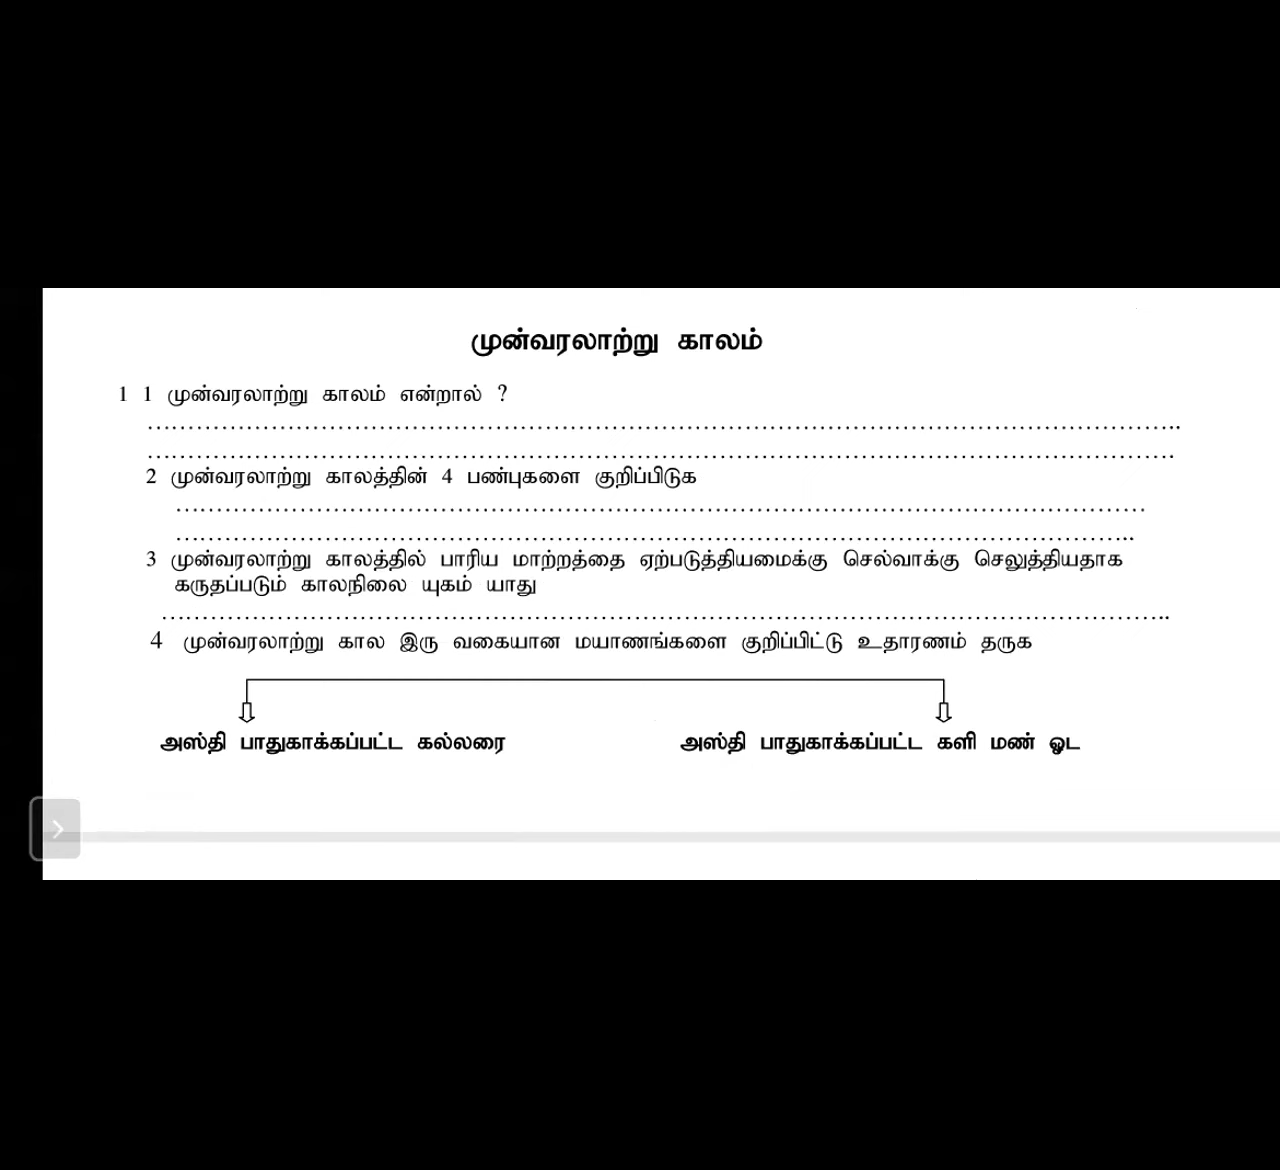 முன்வரலாற்று காலம்
1 1 முன்வரலாற்று காலம் என்றால் ?
……………………………………………………………………………………………………………..
………………………………………………………………………………………………………………
2 முன்வரலாற்று காலத்தின் 4 பண்புகளை குறிப்பிடுக
………………………………………………………………………………………………………
……………………………………………………………………………………………………..
3 முன்வரலாற்று காலத்தில் பாரிய மாற்றத்தை ஏற்படுத்தியமைக்கு செல்வாக்கு செலுத்தியதாக
கருதப்படும் காலநிலை யுகம் யாது
…………………………………………………………………………………………………………..
4 முன்வரலாற்று கால இரு வகையான மயாணங்களை குறிப்பிட்டு உதாரணம் தருக
அஸ்தி பாதுகாக்கப்பட்ட கல்லரை அஸ்தி பாதுகாக்கப்பட்ட களி மண் ஓட